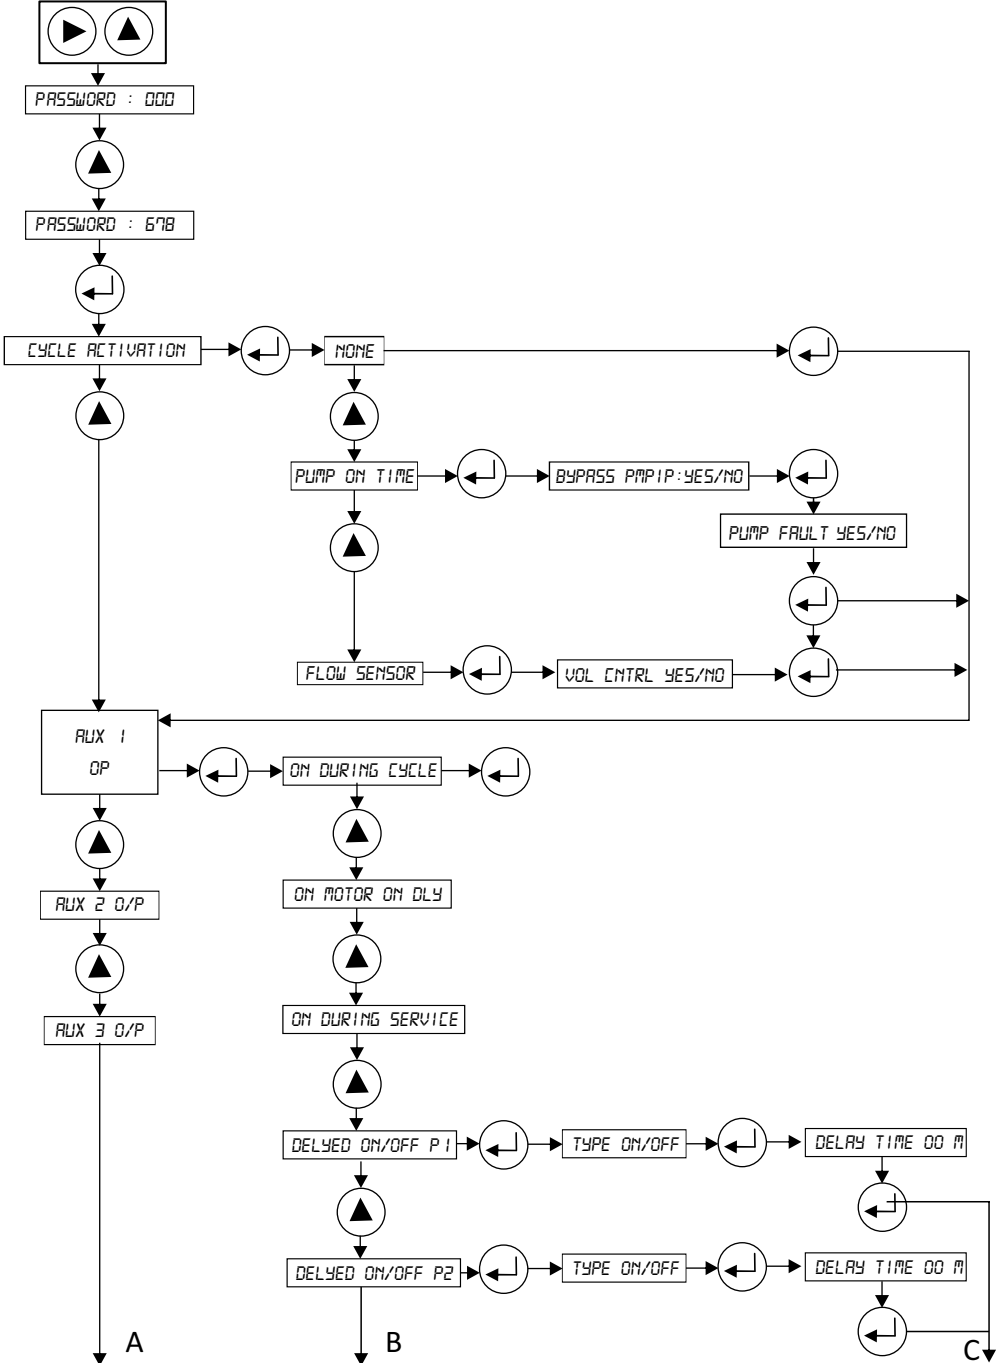 PASSWORD : 000
PASSWORD : 678
CYCLE ACTIVATION
NONE
PUMP ON TIME
BYPASS PMPIP:YES/NO
PUMP FAULT YES/NO
FLOW SENSOR
VOL CNTRL YES/NO
AUX 1
OP
ON DURING CYCLE
ON MOTOR ON DLY
AUX 2 O/P
AUX 3 O/P
ON DURING SERVICE
DELYED ON/OFF P1
TYPE ON/OFF
DELAY TIME 00 M
DELYED ON/OFF P2
TYPE ON/OFF
DELAY TIME 00 M
A
B
C